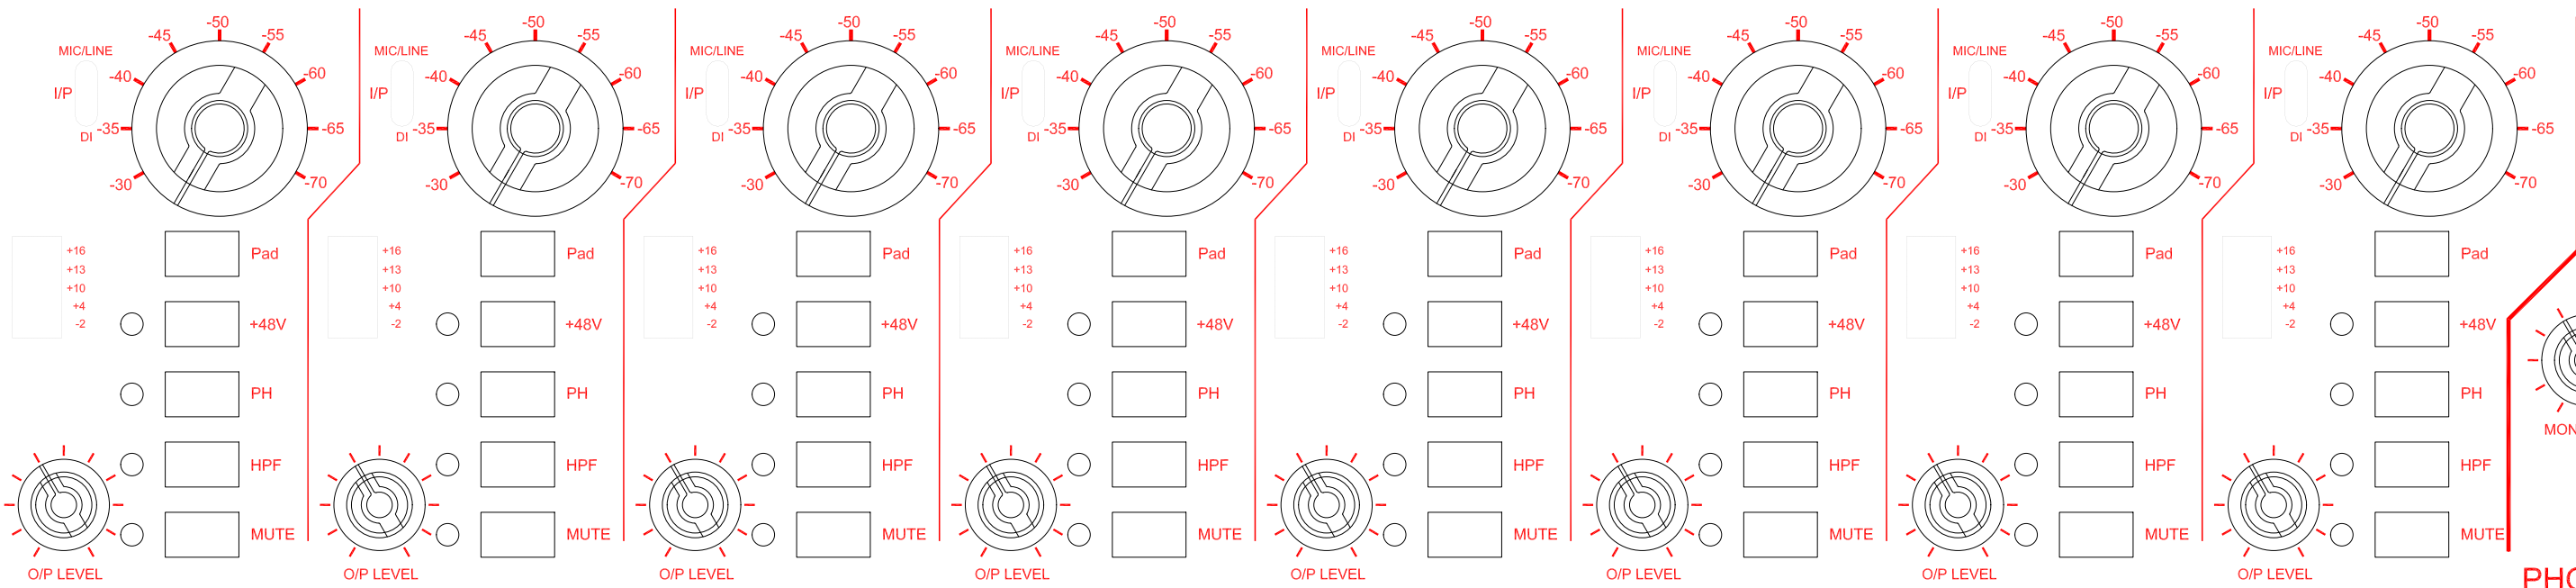 -50 -50 -50 -50 -50 -50 -50 -50
-45 -55 -45 -55 -45 -55 -45 -55 -45 -55 -45 -55 -45 -55 -45 -55
MIC/LINE MIC/LINE MIC/LINE MIC/LINE MIC/LINE MIC/LINE MIC/LINE MIC/LINE
-40 -60 -40 -60 -40 -60 -40 -60 -40 -60 -40 -60 -40 -60 -40 -60
I/P I/P I/P I/P I/P I/P I/P I/P
DI -35 -65 DI -35 -65 DI -35 -65 DI -35 -65 DI -35 -65 DI -35 -65 DI -35 -65 DI -35 -65
-30 -70 -30 -70 -30 -70 -30 -70 -30 -70 -30 -70 -30 -70 -30 -70
+16 Pad +16 Pad +16 Pad +16 Pad +16 Pad +16 Pad +16 Pad +16 Pad
+13 +13 +13 +13 +13 +13 +13 +13
+10 +10 +10 +10 +10 +10 +10 +10
+4 +4 +4 +4 +4 +4 +4 +4
-2 +48V -2 +48V -2 +48V -2 +48V -2 +48V -2 +48V -2 +48V -2 +48V
PH PH PH PH PH PH PH PH
MON
HPF HPF HPF HPF HPF HPF HPF HPF
MUTE MUTE MUTE MUTE MUTE MUTE MUTE MUTE
O/P LEVEL O/P LEVEL O/P LEVEL O/P LEVEL O/P LEVEL O/P LEVEL O/P LEVEL O/P LEVEL